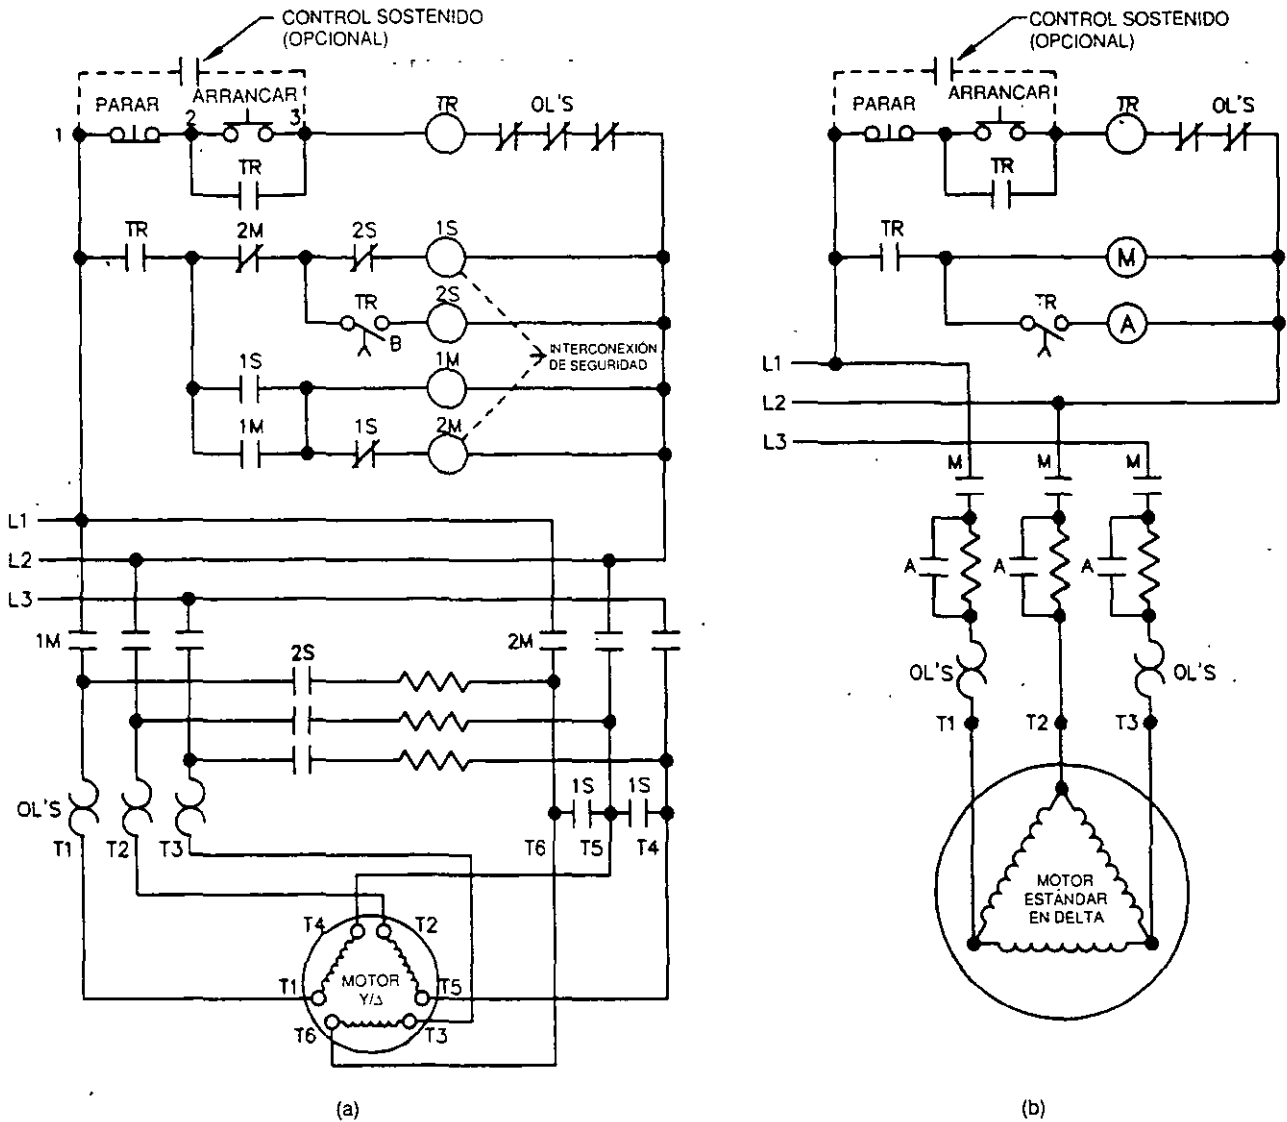 CONTROL SOSTENIDO
(OPCIONAL)
PARAR
ARRANCAR
TR
OL'S
1
2
3
TR
TR
2M
2S
1S
TR
B
2S
INTERCONEXIÓN
DE SEGURIDAD
1S
1M
1M
1S
2M
L1
L2
L3
1M
2M
2S
1S
1S
OL'S
T1
T2
T3
T6
T5
T4
T4
T2
T1
MOTOR
Y/Δ
T5
T6
T3
(a)
CONTROL SOSTENIDO
(OPCIONAL)
PARAR
ARRANCAR
TR
OL'S
TR
TR
M
TR
A
L1
L2
L3
M
M
M
A
A
A
OL'S
OL'S
T1
T2
T3
MOTOR
ESTÁNDAR
EN DELTA
(b)